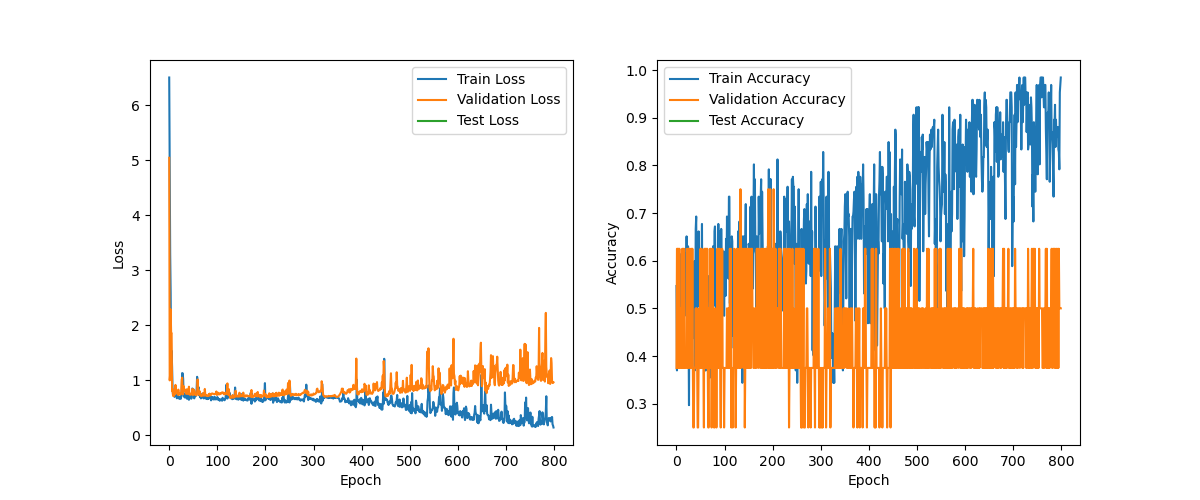 Train Loss
Validation Loss
Test Loss
6
5
4
3
2
1
0
Loss
0 100 200 300 400 500 600 700 800
Epoch
Train Accuracy
Validation Accuracy
Test Accuracy
1.0
0.9
0.8
0.7
0.6
0.5
0.4
0.3
Accuracy
0 100 200 300 400 500 600 700 800
Epoch